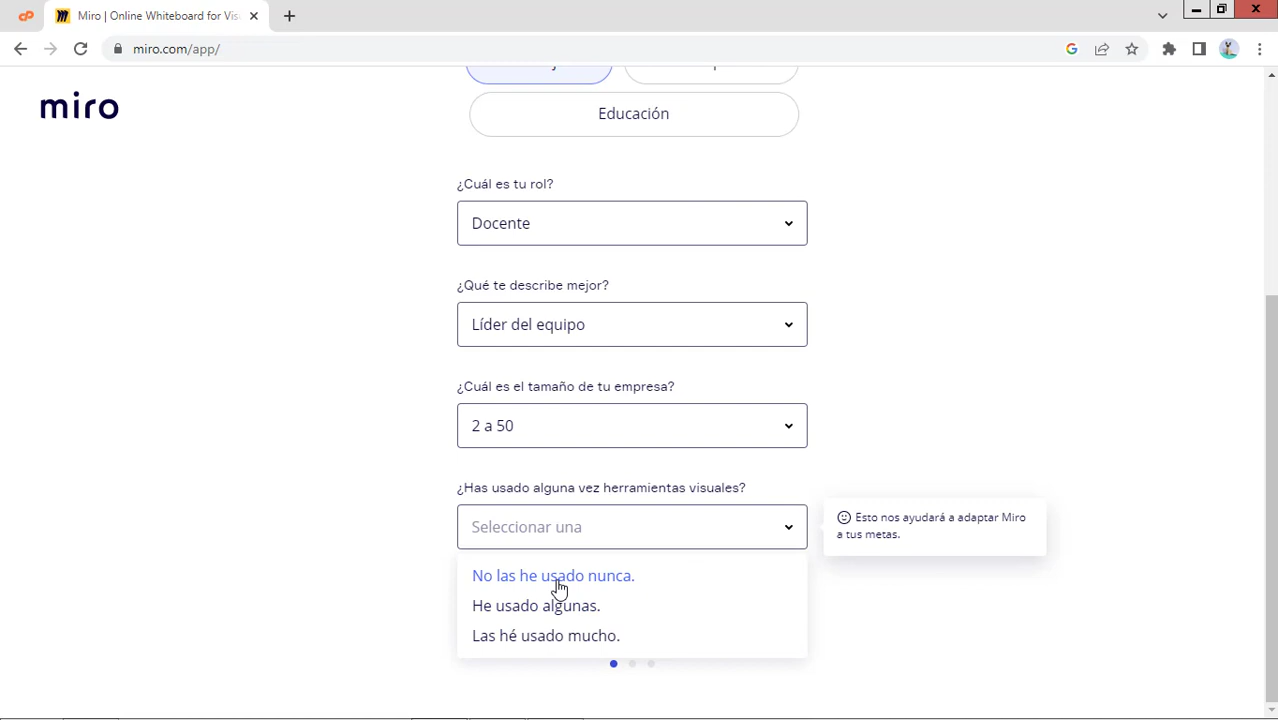 Miro | Online Whiteboard for Visu
miro.com/app/
miro
Educación
¿Cuál es tu rol?
Docente
¿Qué te describe mejor?
Líder del equipo
¿Cuál es el tamaño de tu empresa?
2 a 50
¿Has usado alguna vez herramientas visuales?
Seleccionar una
Esto nos ayudará a adaptar Miro
a tus metas.
No las he usado nunca.
He usado algunas.
Las hé usado mucho.